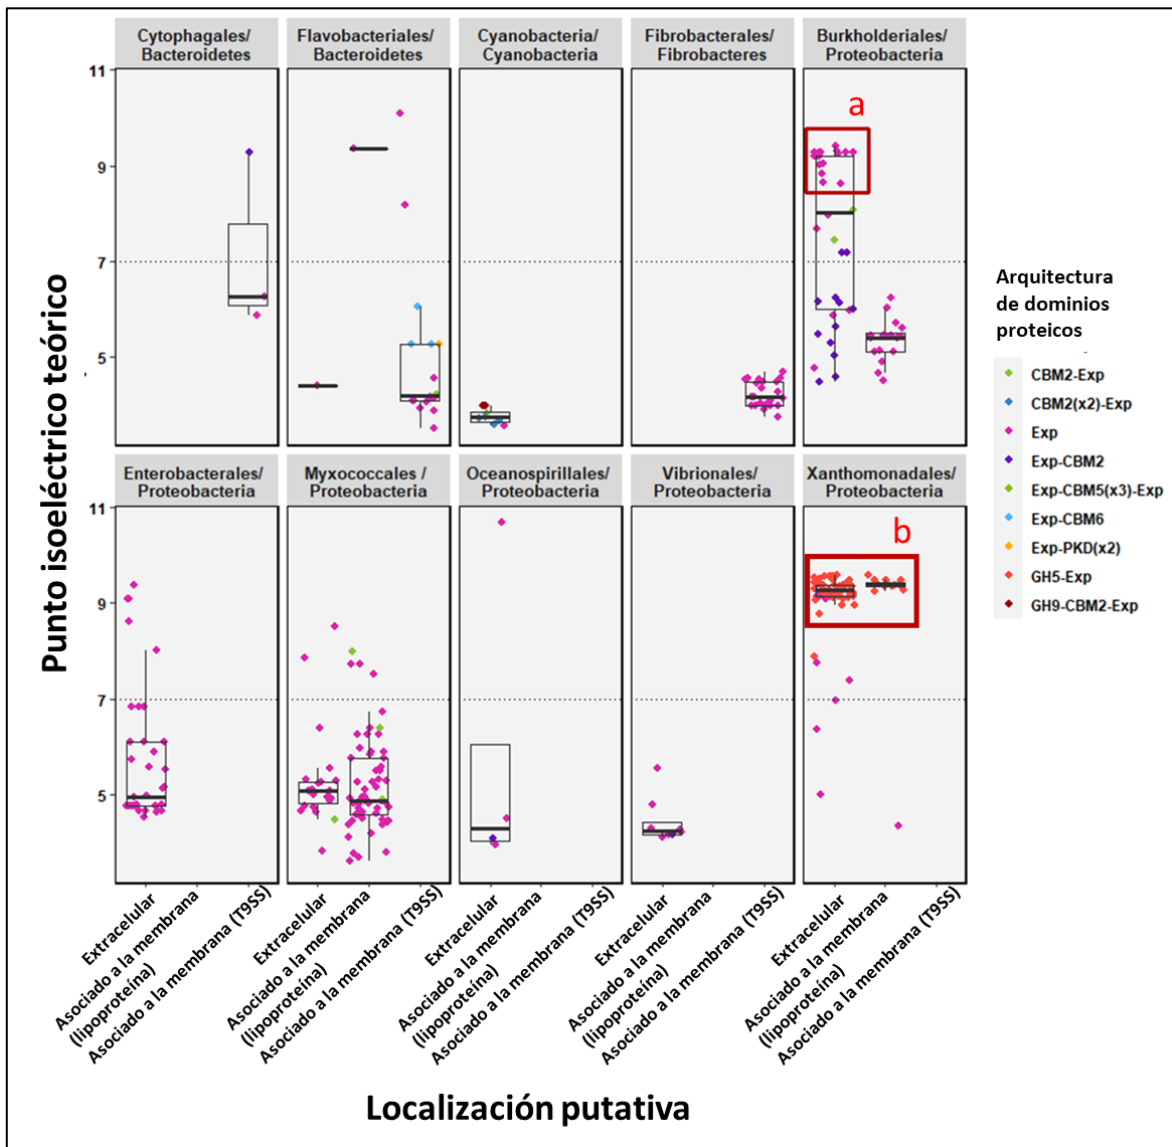 Cytophagales/
Bacteroidetes
Flavobacteriales/
Bacteroidetes
Cyanobacteria/
Cyanobacteria
Fibrobacterales/
Fibrobacteres
Burkholderiales/
Proteobacteria
11
9
7
5
a
Enterobacterales/
Proteobacteria
Myxococcales /
Proteobacteria
Oceanospirillales/
Proteobacteria
Vibrionales/
Proteobacteria
Xanthomonadales/
Proteobacteria
11
9
7
5
b
Punto isoeléctrico teórico
Arquitectura
de dominios
proteicos
CBM2-Exp
CBM2(x2)-Exp
Exp
Exp-CBM2
Exp-CBM5(x3)-Exp
Exp-CBM6
Exp-PKD(x2)
GH5-Exp
GH9-CBM2-Exp
Extracelular
Asociado a la membrana
(lipoproteína)
Asociado a la membrana (T9SS)
Extracelular
Asociado a la membrana
(lipoproteína)
Asociado a la membrana (T9SS)
Extracelular
Asociado a la membrana
(lipoproteína)
Asociado a la membrana (T9SS)
Extracelular
Asociado a la membrana
(lipoproteína)
Asociado a la membrana (T9SS)
Extracelular
Asociado a la membrana
(lipoproteína)
Asociado a la membrana (T9SS)
Localización putativa